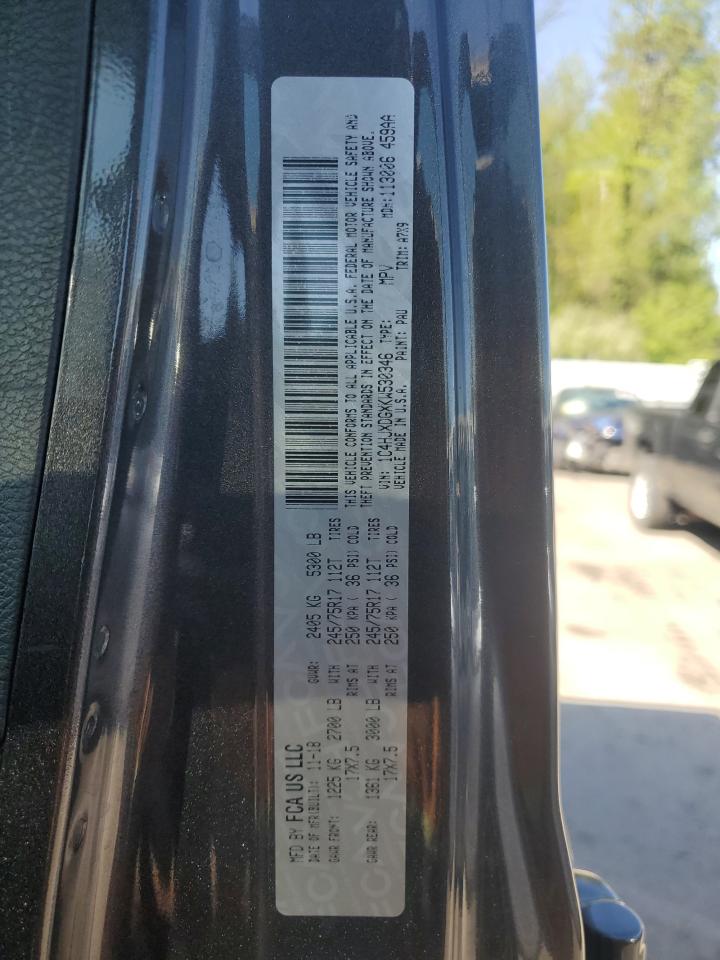 MFD BY FCA US LLC
DATE OF MFR(BUILT): 11-18 GVWR: 2405 KG 5300 LB
GAWR FRONT: 1225 KG 2700 LB WITH 245/75R17 112T TIRES
17X7.5 RIMS AT 250 KPA ( 36 PSI) COLD
GAWR REAR: 1361 KG 3000 LB WITH 245/75R17 112T TIRES
17X7.5 RIMS AT 250 KPA ( 36 PSI) COLD
THIS VEHICLE CONFORMS TO ALL APPLICABLE U.S.A. FEDERAL MOTOR VEHICLE SAFETY AND
THEFT PREVENTION STANDARDS IN EFFECT ON THE DATE OF MANUFACTURE SHOWN ABOVE.
VIN: 1C4HJXDGXKW530346 TYPE: MPV MDH: 113006 459AA
VEHICLE MADE IN U.S.A. PAINT: PAU TRIM: A7X9